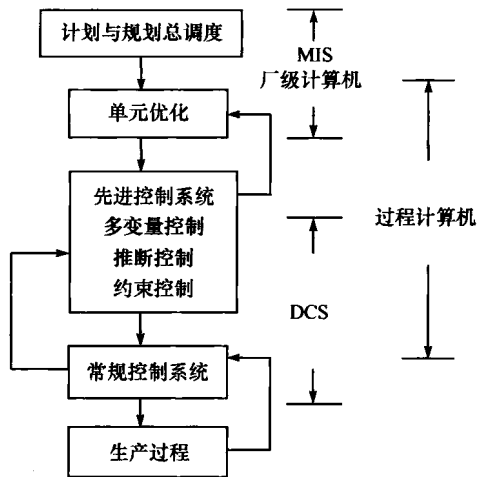 计划与规划总调度
MIS
厂级计算机
单元优化
先进控制系统
多变量控制
推断控制
约束控制
过程计算机
DCS
常规控制系统
生产过程